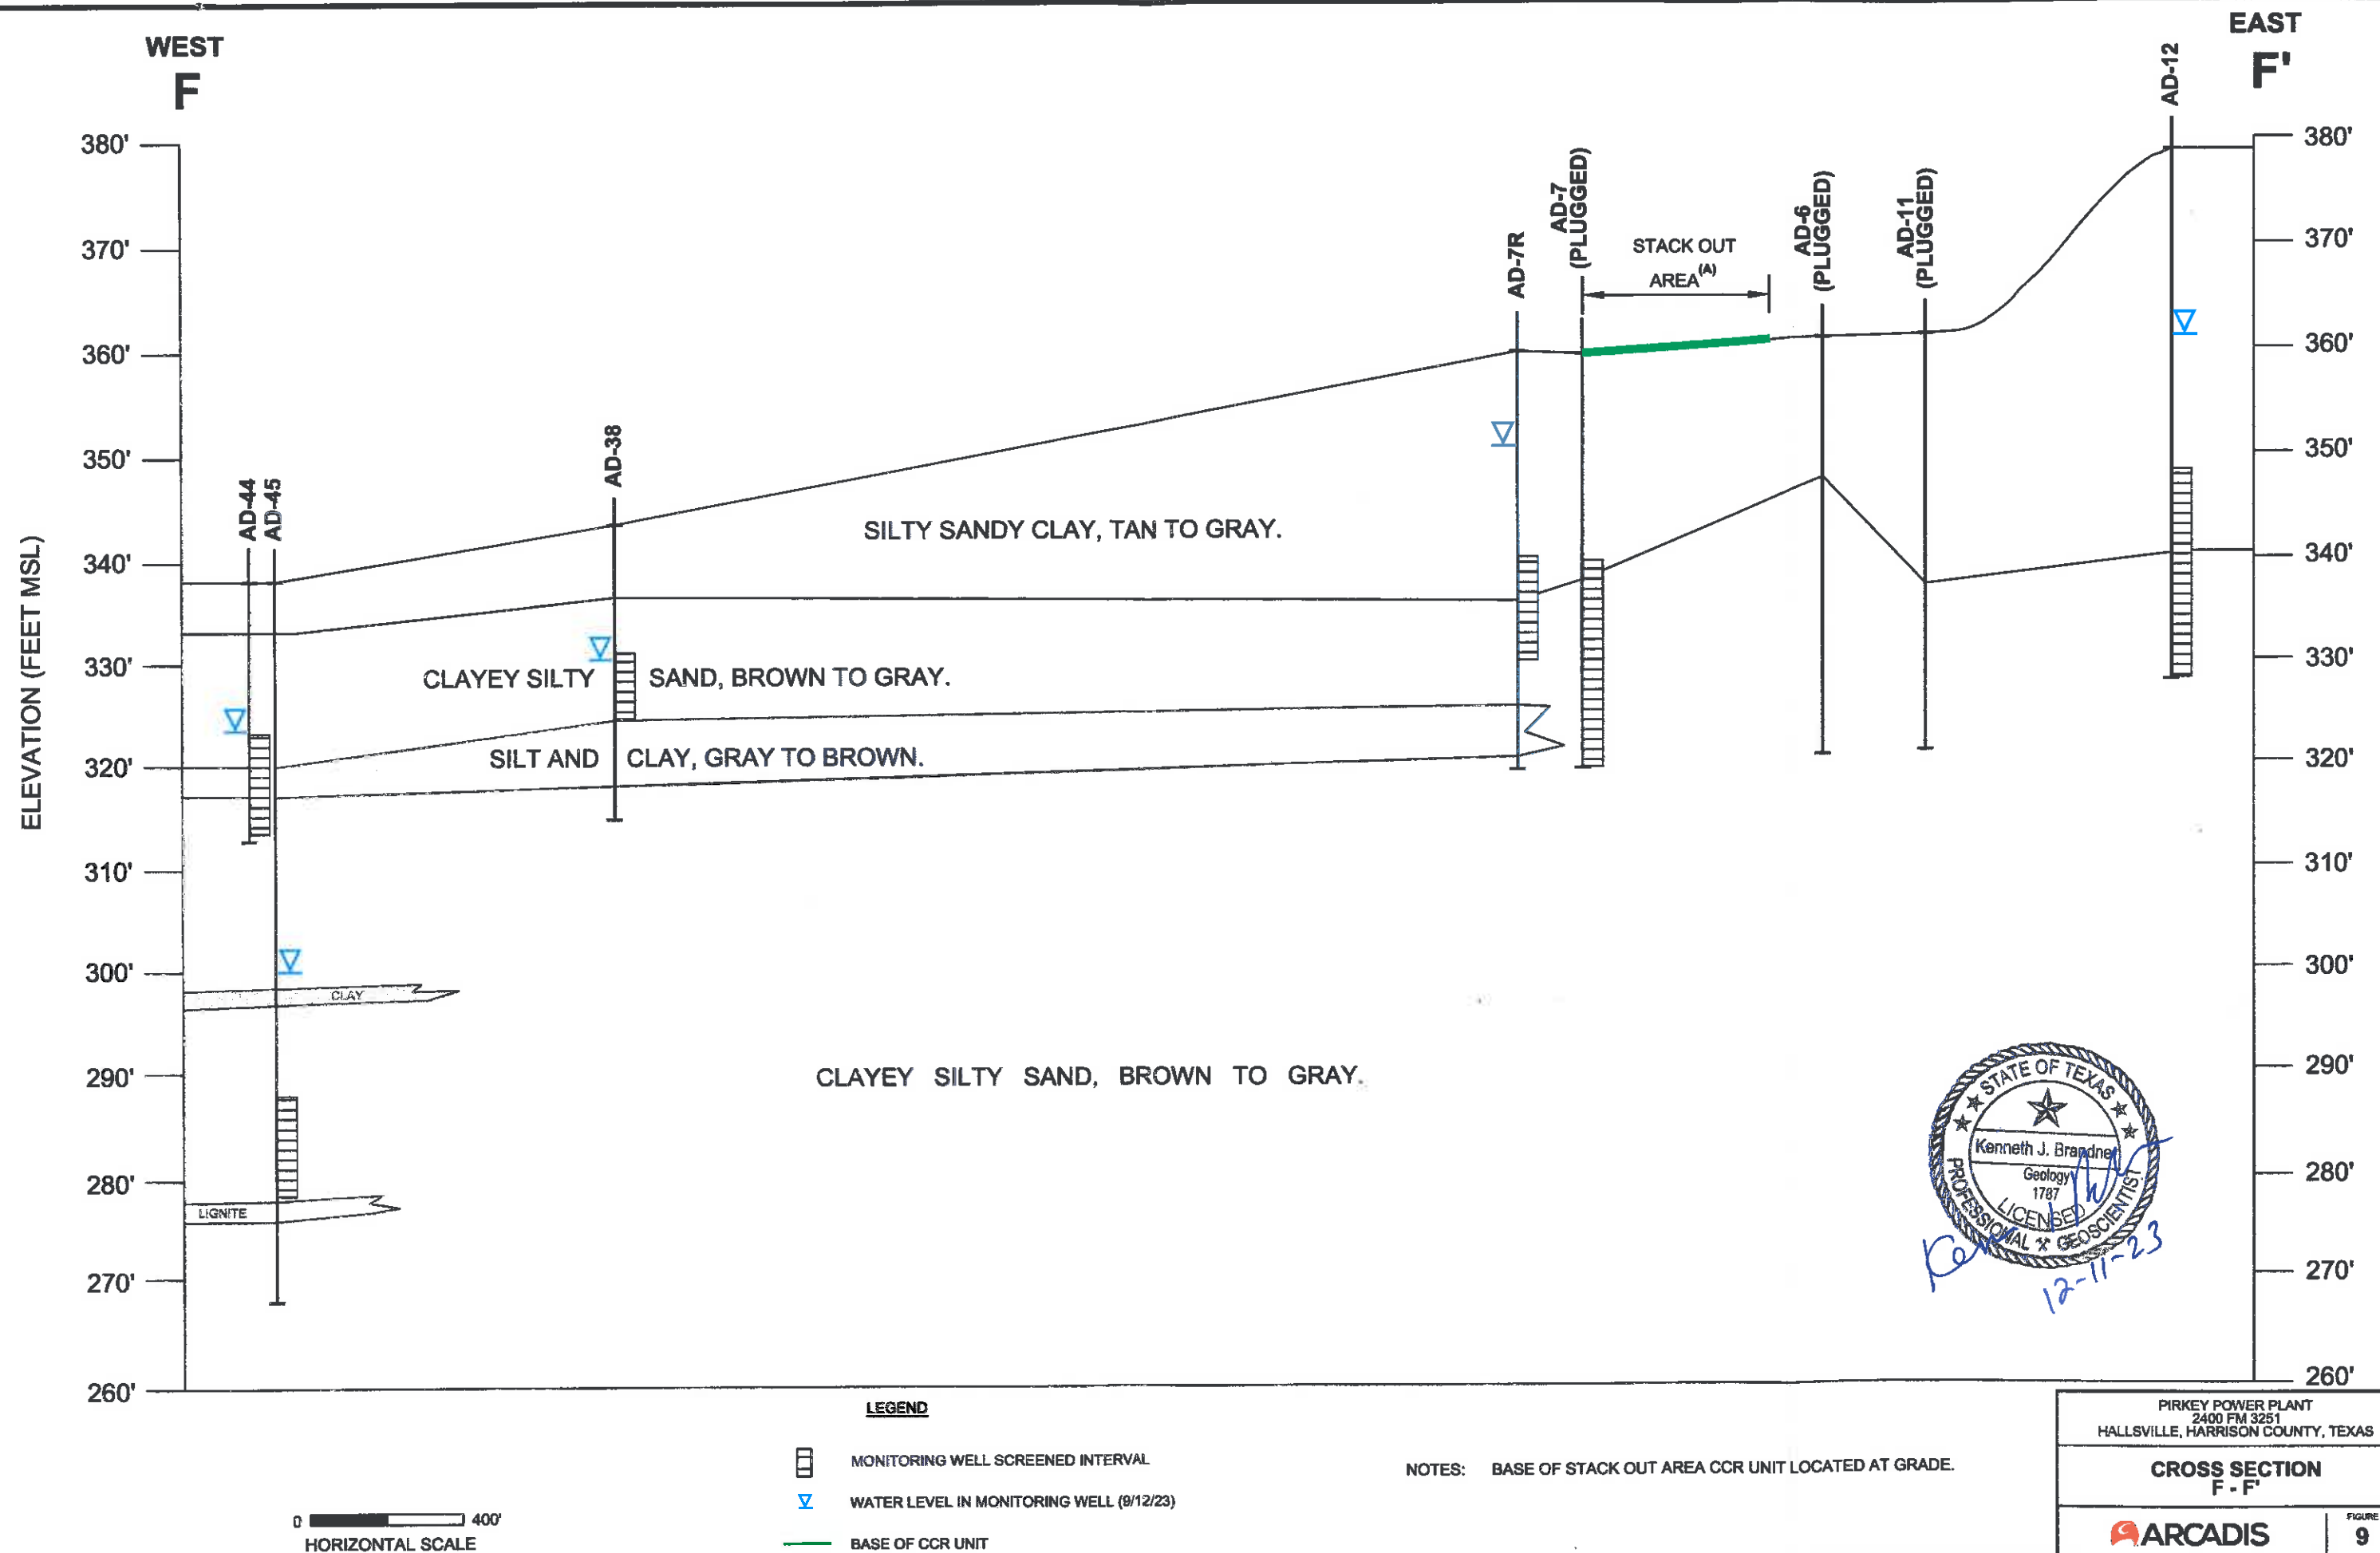 WEST
F
EAST
F'
AD-12
380'
370'
360'
350'
340'
330'
320'
310'
300'
290'
280'
270'
260'
ELEVATION (FEET MSL)
380'
370'
360'
350'
340'
330'
320'
310'
300'
290'
280'
270'
260'
AD-44
AD-45
AD-38
AD-7R
AD-7
(PLUGGED)
STACK OUT
AREA(A)
AD-6
(PLUGGED)
AD-11
(PLUGGED)
SILTY SANDY CLAY, TAN TO GRAY.
CLAYEY SILTY SAND, BROWN TO GRAY.
SILT AND CLAY, GRAY TO BROWN.
CLAY
CLAYEY SILTY SAND, BROWN TO GRAY.
LIGNITE
STATE OF TEXAS
Kenneth J. Brandner
Geology
1787
LICENSED
PROFESSIONAL GEOSCIENTIST
12-11-23
LEGEND
MONITORING WELL SCREENED INTERVAL
WATER LEVEL IN MONITORING WELL (9/12/23)
BASE OF CCR UNIT
0 400'
HORIZONTAL SCALE
NOTES: BASE OF STACK OUT AREA CCR UNIT LOCATED AT GRADE.
PIRKEY POWER PLANT
2400 FM 3251
HALLSVILLE, HARRISON COUNTY, TEXAS
CROSS SECTION
F - F'
ARCADIS
FIGURE
9